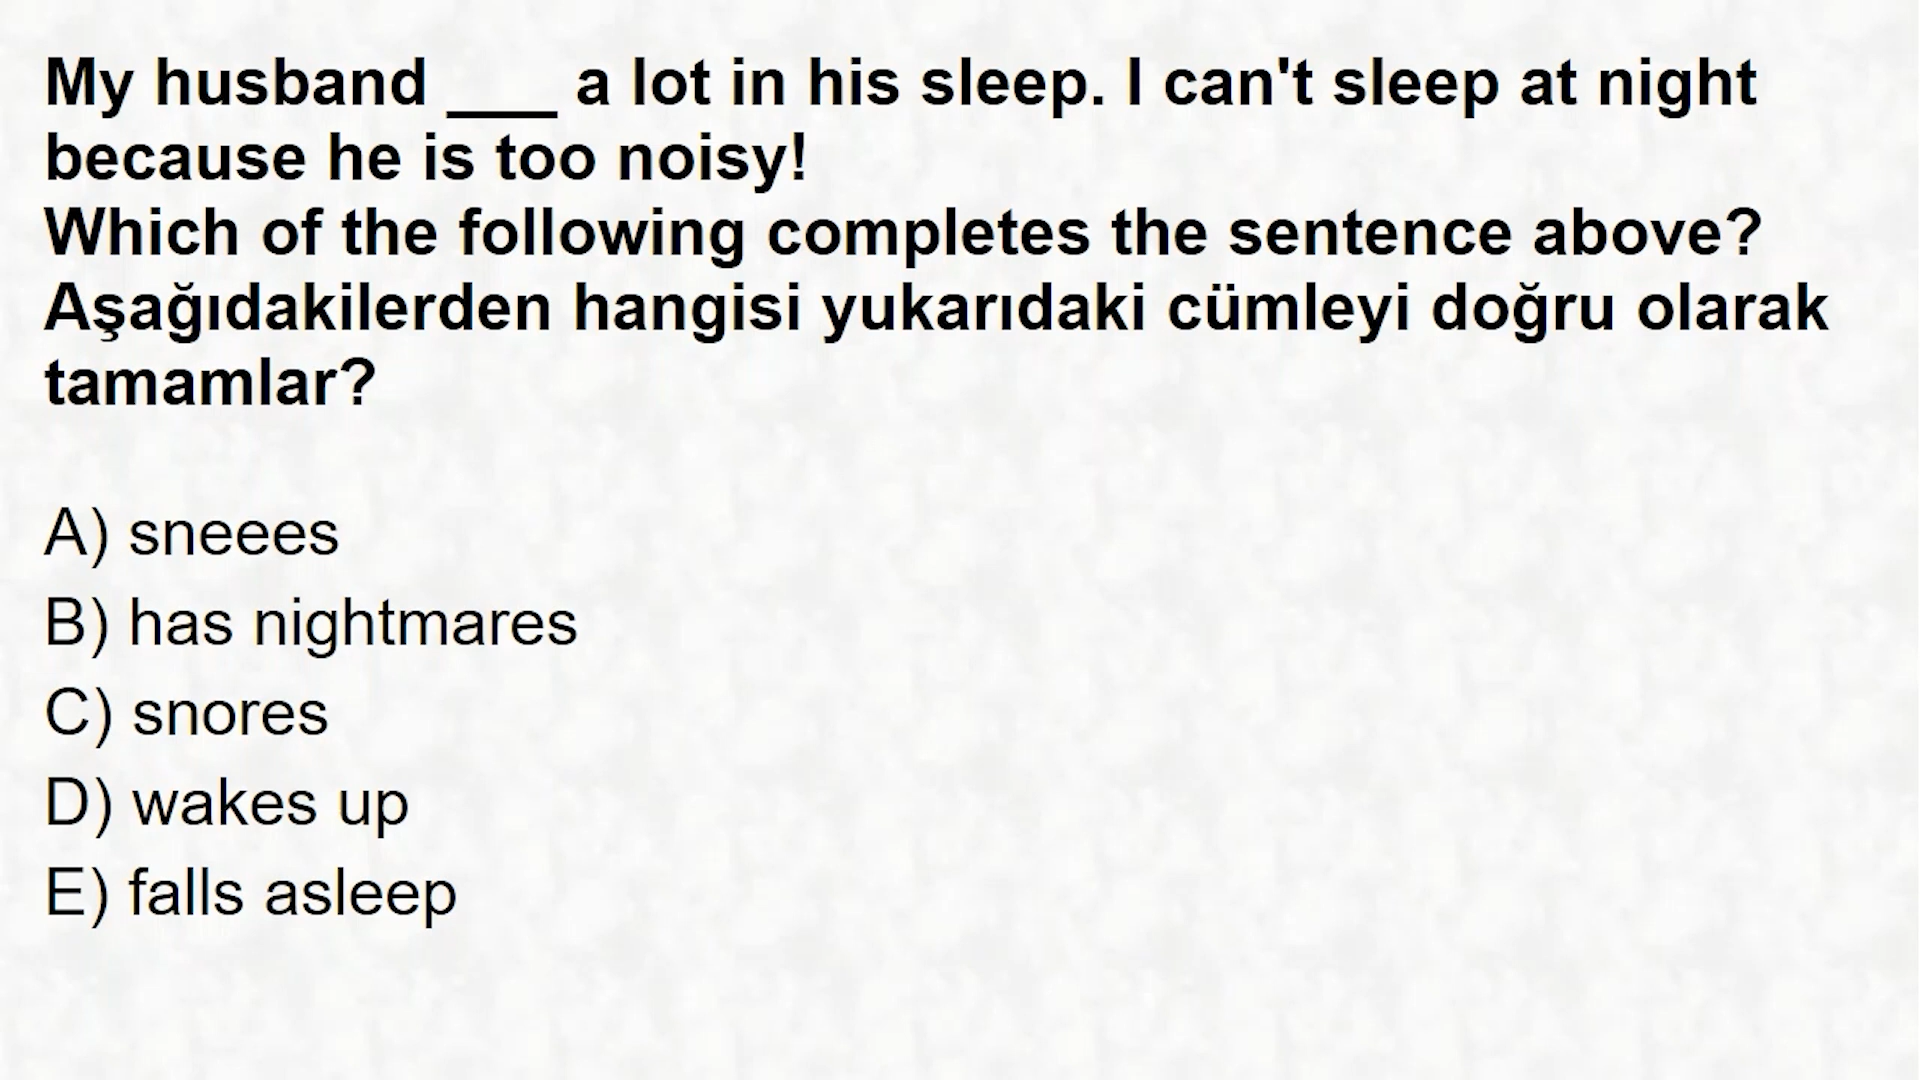 My husband ___ a lot in his sleep. I can't sleep at night
because he is too noisy!
Which of the following completes the sentence above?
Aşağıdakilerden hangisi yukarıdaki cümleyi doğru olarak
tamamlar?
A) sneees
B) has nightmares
C) snores
D) wakes up
E) falls asleep